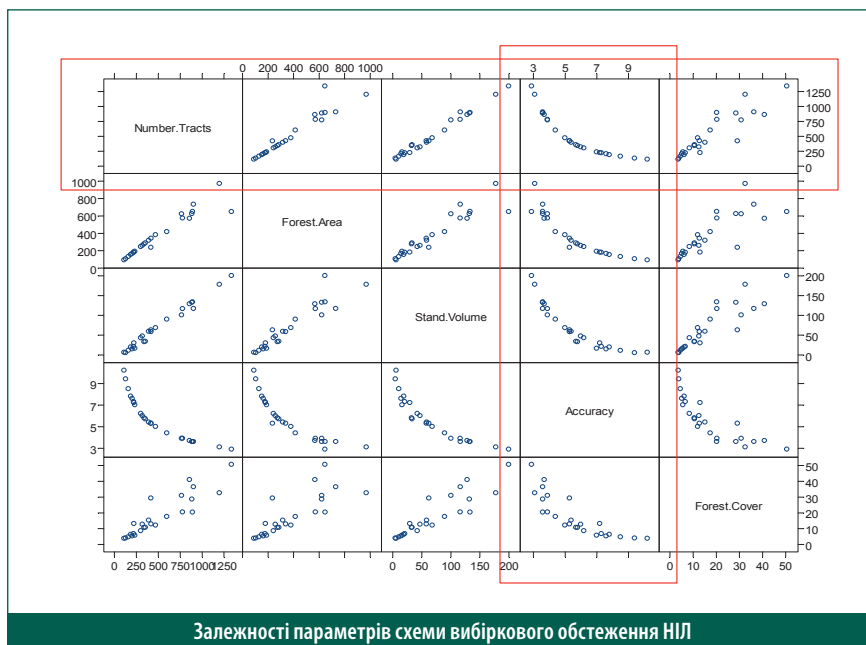 0 200 400 600 800 1000
3 5 7 9
Number.Tracts
1250
1000
750
500
250
0
1000
800
600
400
200
0
Forest.Area
Stand.Volume
200
150
100
50
0
9
7
5
3
Accuracy
Forest.Cover
50
40
30
20
10
0
0 250 500 750 1000 1250
0 50 100 150 200
0 10 20 30 40 50
Залежності параметрів схеми вибіркового обстеження НІЛ